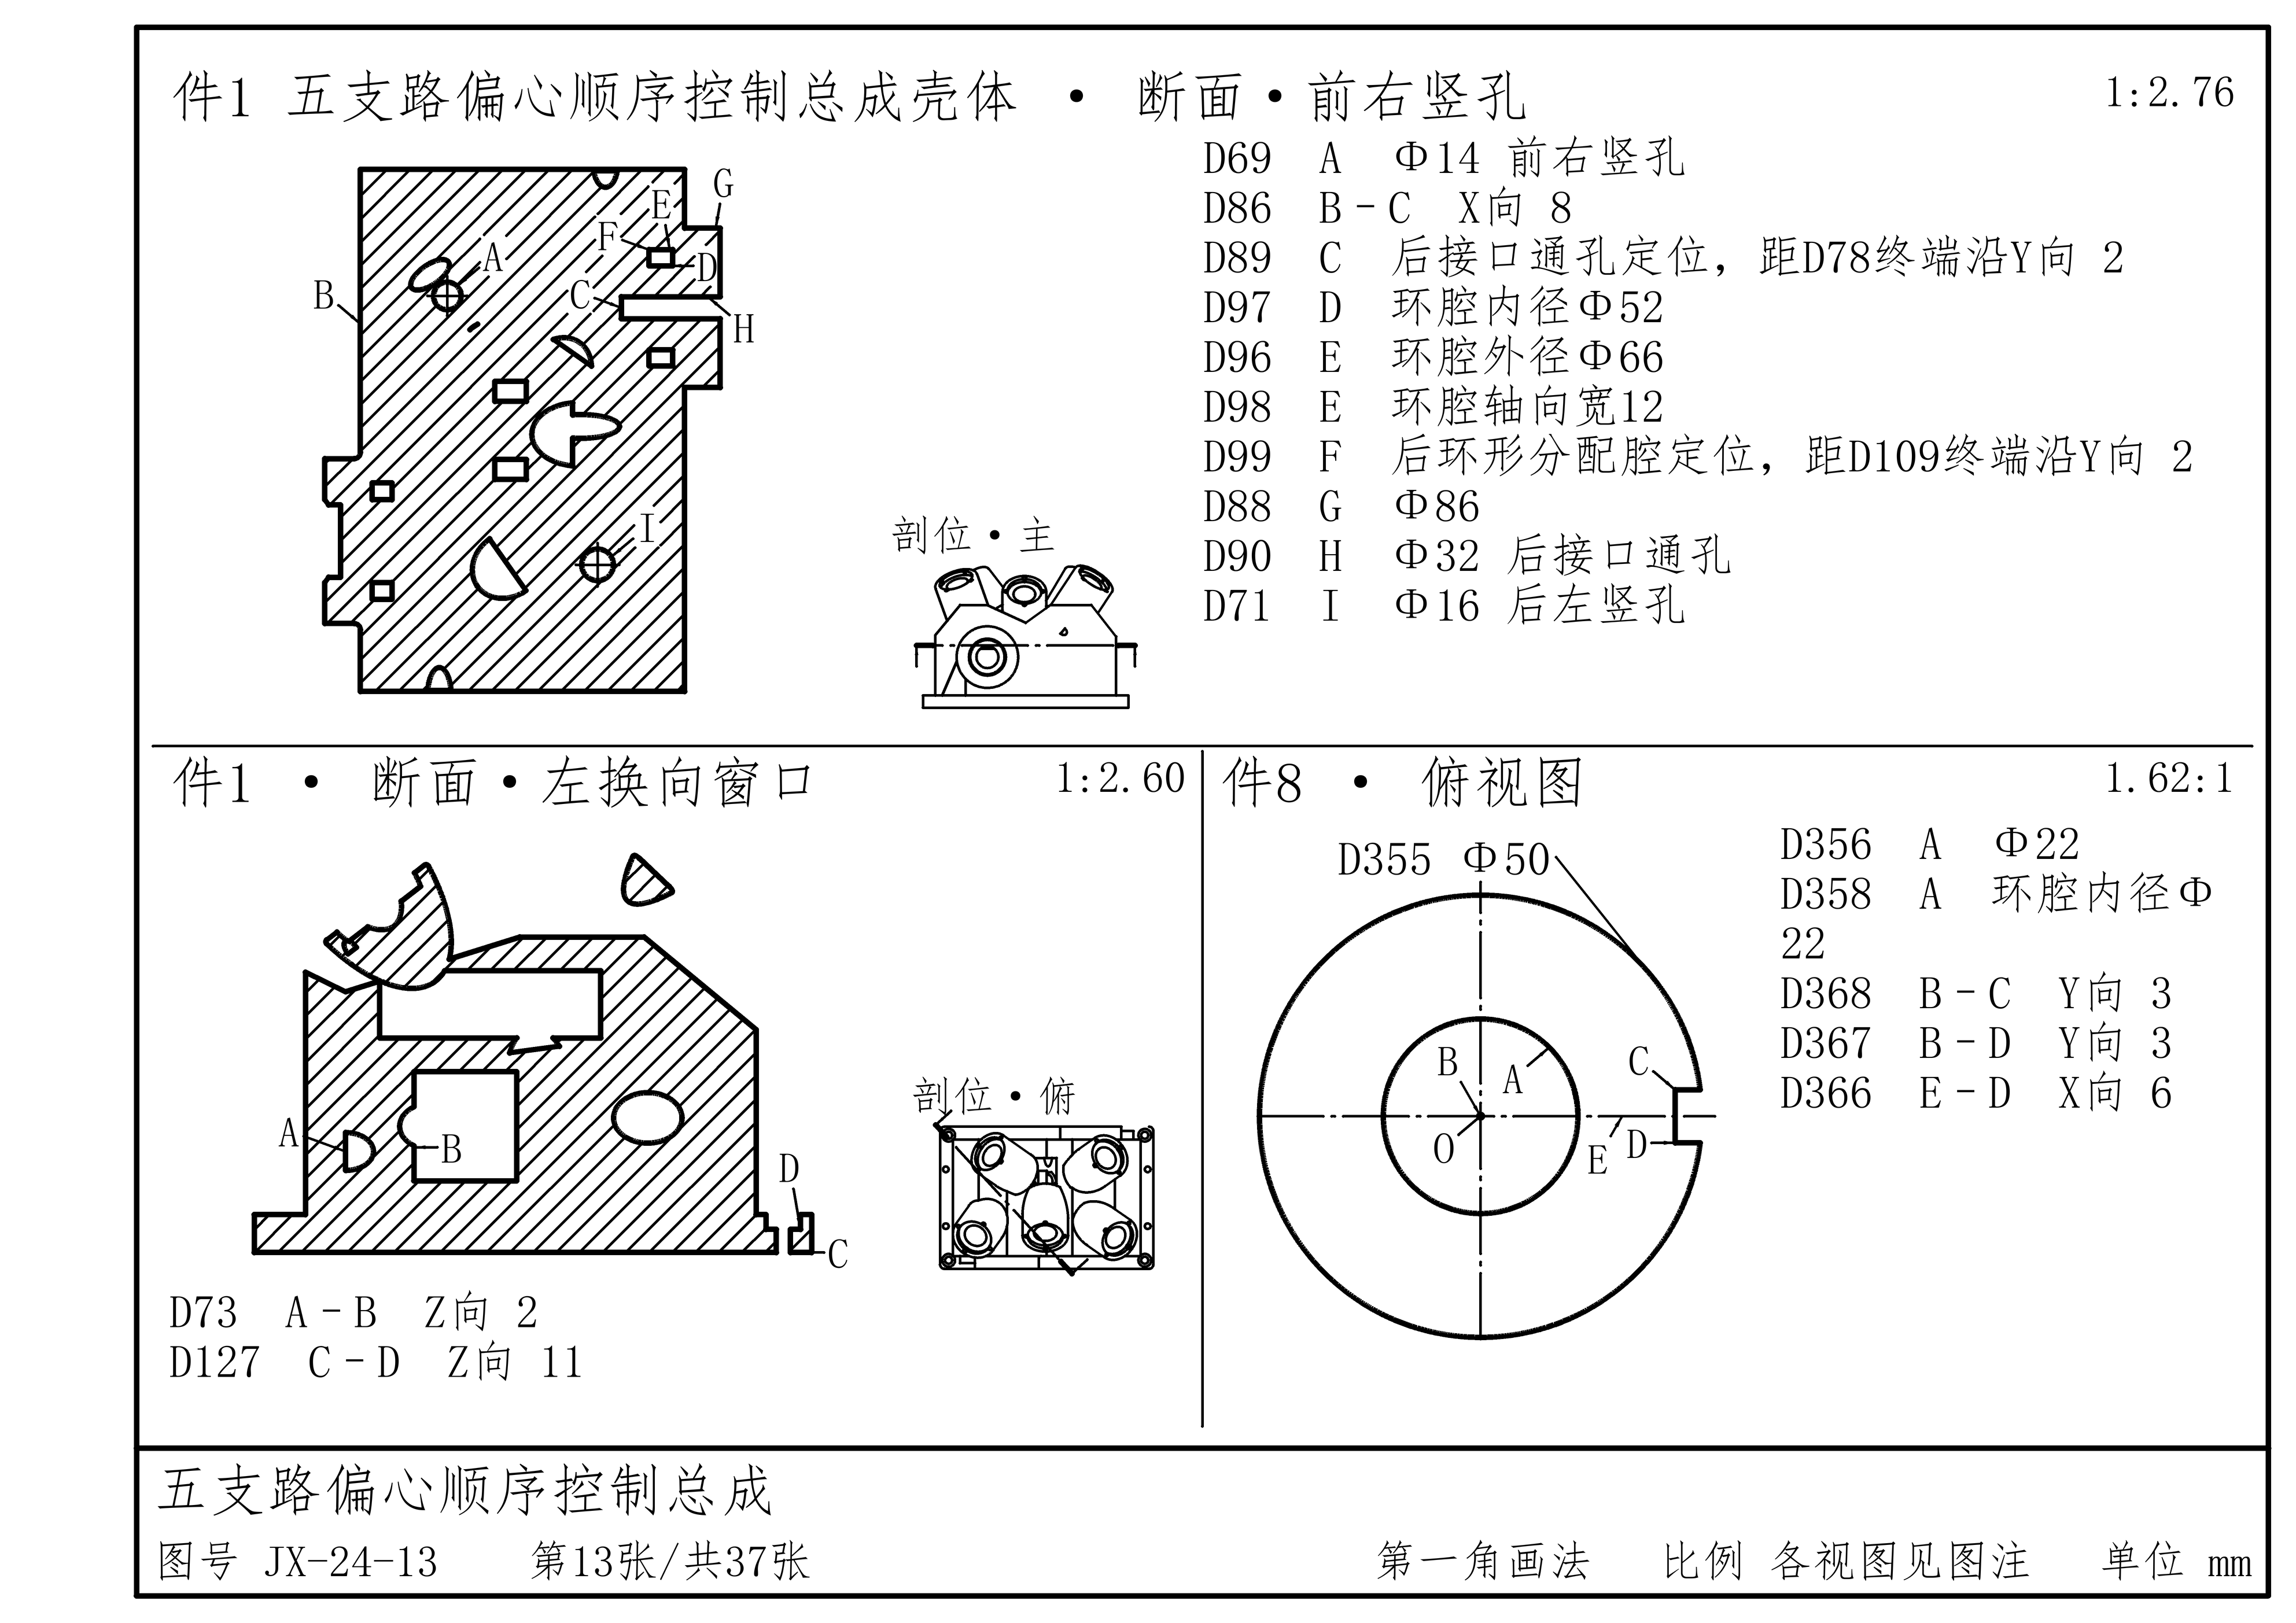 件1 五支路偏心顺序控制总成壳体 · 断面·前右竖孔 1:2.76
D69 A Φ14 前右竖孔
D86 B-C X向 8
D89 C 后接口通孔定位, 距D78终端沿Y向 2
D97 D 环腔内径Φ52
D96 E 环腔外径Φ66
D98 E 环腔轴向宽12
D99 F 后环形分配腔定位, 距D109终端沿Y向 2
D88 G Φ86
D90 H Φ32 后接口通孔
D71 I Φ16 后左竖孔
G
E
F
A
D
B
C
H
I
剖位·主
件1 · 断面·左换向窗口 1:2.60
A
B
D
C
剖位·俯
D73 A-B Z向 2
D127 C-D Z向 11
件8 · 俯视图 1.62:1
D355 Φ50
D356 A Φ22
D358 A 环腔内径Φ
22
D368 B-C Y向 3
D367 B-D Y向 3
D366 E-D X向 6
B
A
C
O
E
D
五支路偏心顺序控制总成
图号 JX-24-13 第13张/共37张 第一角画法 比例 各视图见图注 单位 mm